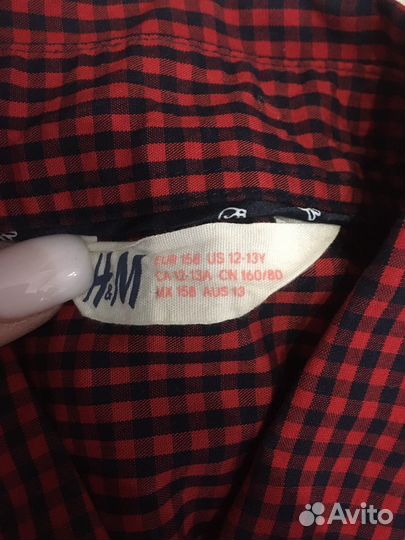 H&M
EUR 158 US 12-13Y
CA 12-13A CN 160/80
MX 158 AUS 13
Avito